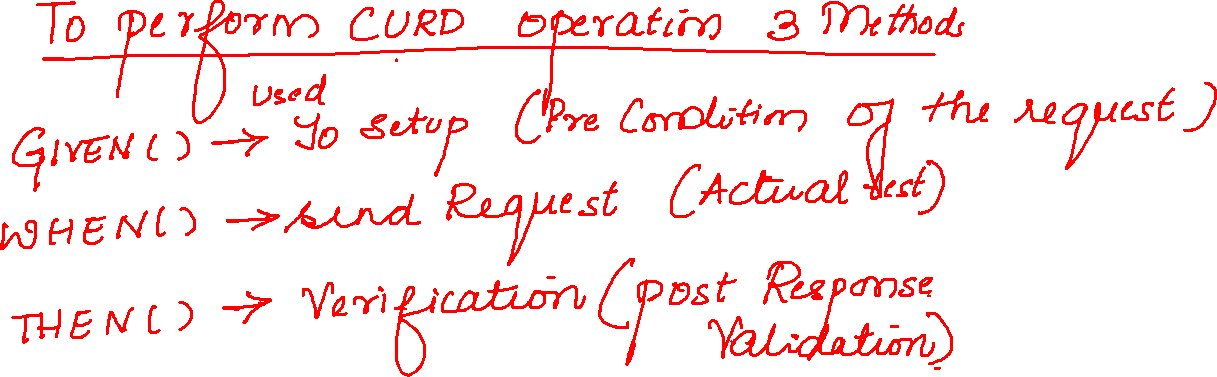 To perform CURD operation 3 Methods
GIVEN() → used To setup (Pre Condition of the request)
WHEN() → send Request (Actual test)
THEN() → Verification (post Response
Validation)